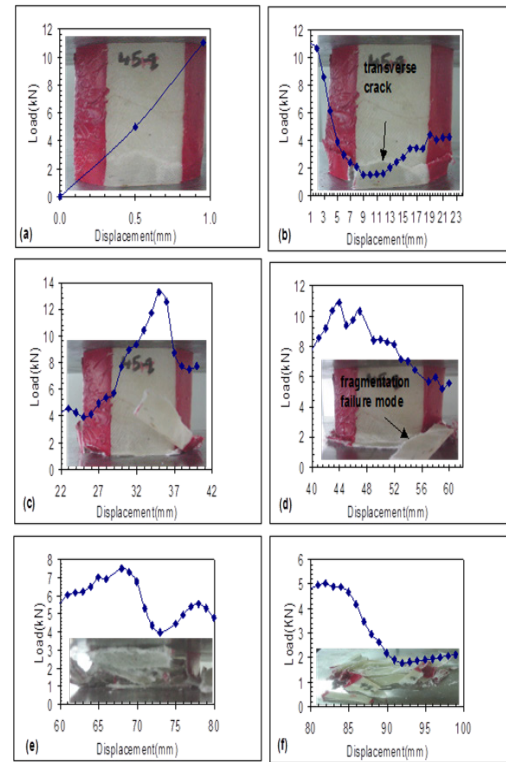 12
10
8
6
4
2
0
Load(kN)
0.0 0.5 1.0
Displacement(mm)
(a)
12
10
8
6
4
2
0
Load(kN)
transverse
crack
1 3 5 7 9 11 13 15 17 19 21 23
Displacement(mm)
(b)
14
12
10
8
6
4
2
0
Load(kN)
22 27 32 37 42
Displacement(mm)
(c)
14
12
10
8
6
4
2
0
Load(kN)
fragmentation
failure mode
40 44 48 52 56 60
Displacement(mm)
(d)
8
7
6
5
4
3
2
1
0
Load(kN)
60 65 70 75 80
Displacement(mm)
(e)
6
5
4
3
2
1
0
Load(KN)
80 85 90 95 100
Displacement(mm)
(f)